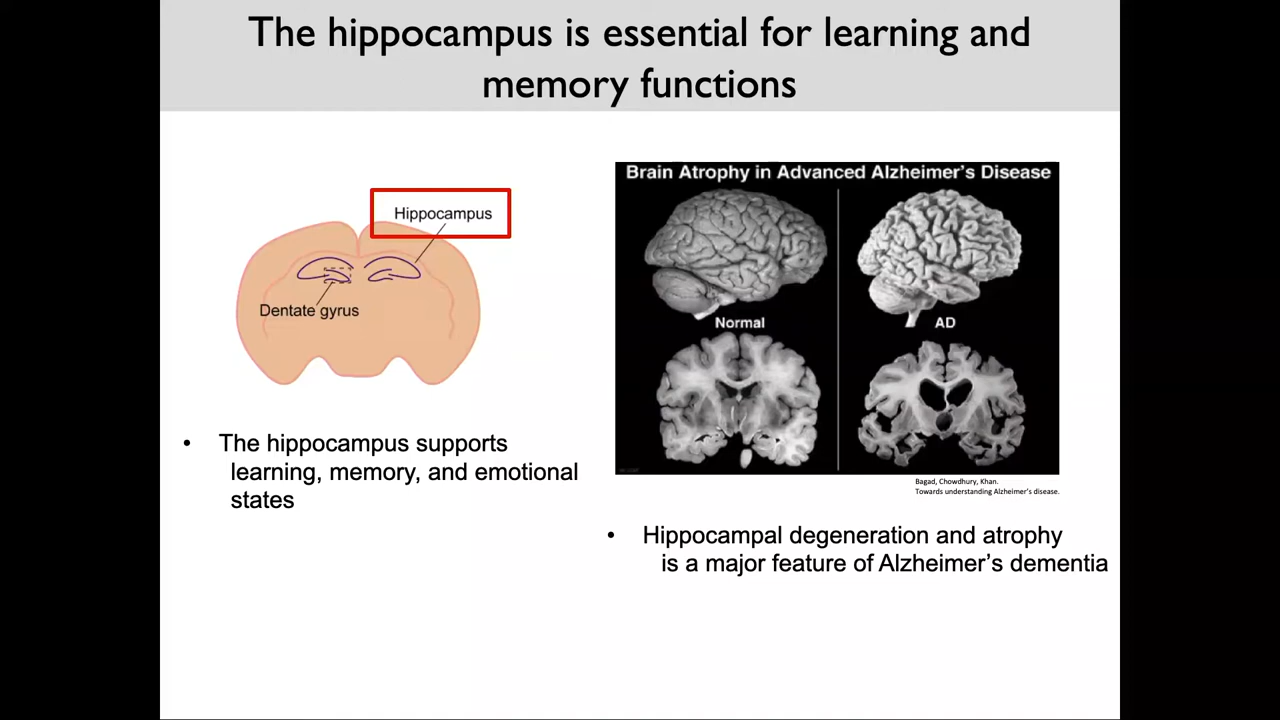 The hippocampus is essential for learning and
memory functions
Hippocampus
Dentate gyrus
• The hippocampus supports
learning, memory, and emotional
states
Brain Atrophy in Advanced Alzheimer's Disease
Normal
AD
Bagad, Chowdhury, Khan.
Towards understanding Alzheimer's disease.
• Hippocampal degeneration and atrophy
is a major feature of Alzheimer's dementia